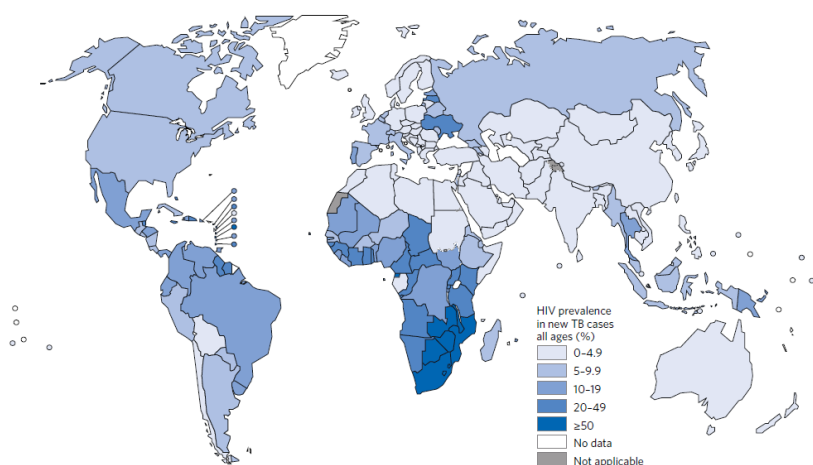 HIV prevalence
in new TB cases
all ages (%)
0–4.9
5–9.9
10–19
20–49
≥50
No data
Not applicable